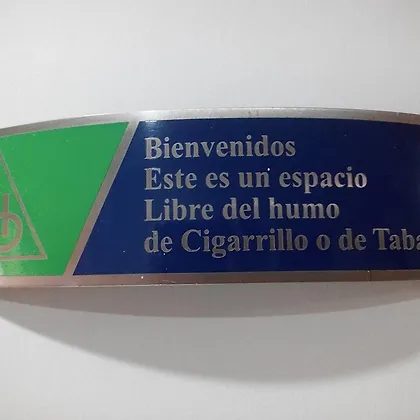 Bienvenidos
Este es un espacio
Libre del humo
de Cigarrillo o de Taba